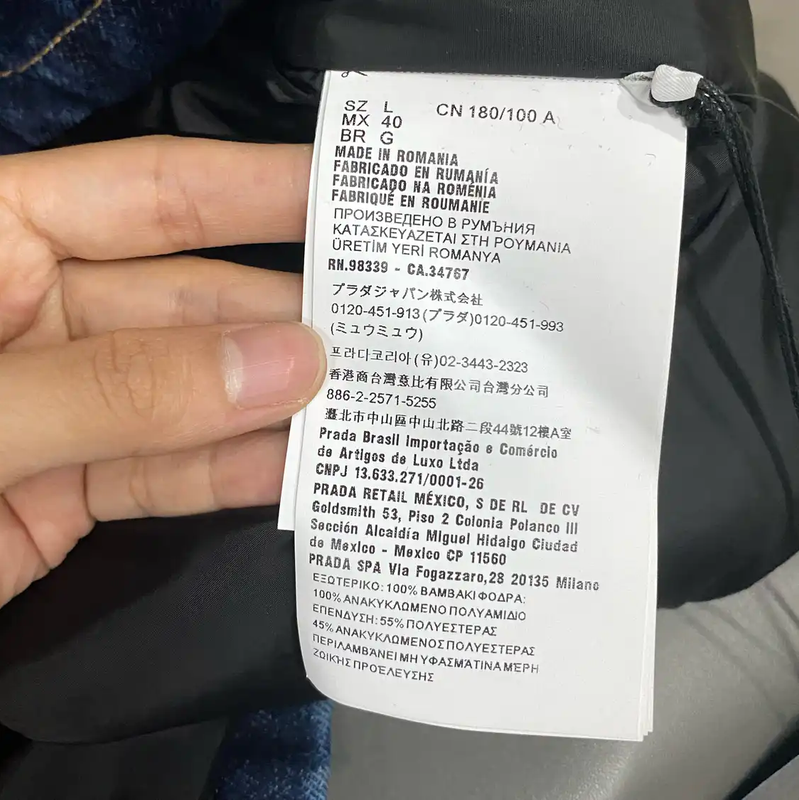 SZ L CN 180/100 A
MX 40
BR G
MADE IN ROMANIA
FABRICADO EN RUMANÍA
FABRICADO NA ROMÉNIA
FABRIQUÉ EN ROUMANIE
ПРОИЗВЕДЕНО В РУМЪНИЯ
ΚΑΤΑΣΚΕΥΑΖΕΤΑΙ ΣΤΗ ΡΟΥΜΑΝΙΑ
ÜRETİM YERİ ROMANYA
RN.98339 - CA.34767
プラダジャパン株式会社
0120-451-913(プラダ)0120-451-993
(ミュウミュウ)
프라다코리아(유)02-3443-2323
香港商台灣意比有限公司台灣分公司
886-2-2571-5255
臺北市中山區中山北路二段44號12樓A室
Prada Brasil Importação e Comércio
de Artigos de Luxo Ltda
CNPJ 13.633.271/0001-26
PRADA RETAIL MÉXICO, S DE RL DE CV
Goldsmith 53, Piso 2 Colonia Polanco III
Sección Alcaldía Miguel Hidalgo Ciudad
de Mexico - Mexico CP 11560
PRADA SPA Via Fogazzaro,28 20135 Milano
ΕΞΩΤΕΡΙΚΟ: 100% ΒΑΜΒΑΚΙ ΦΟΔΡΑ:
100% ΑΝΑΚΥΚΛΩΜΕΝΟ ΠΟΛΥΑΜΙΔΙΟ
ΕΠΕΝΔΥΣΗ: 55% ΠΟΛΥΕΣΤΕΡΑΣ
45% ΑΝΑΚΥΚΛΩΜΕΝΟΣ ΠΟΛΥΕΣΤΕΡΑΣ
ΠΕΡΙΛΑΜΒΑΝΕΙ ΜΗ ΥΦΑΣΜΑΤΙΝΑ ΜΕΡΗ
ΖΩΙΚΗΣ ΠΡΟΕΛΕΥΣΗΣ